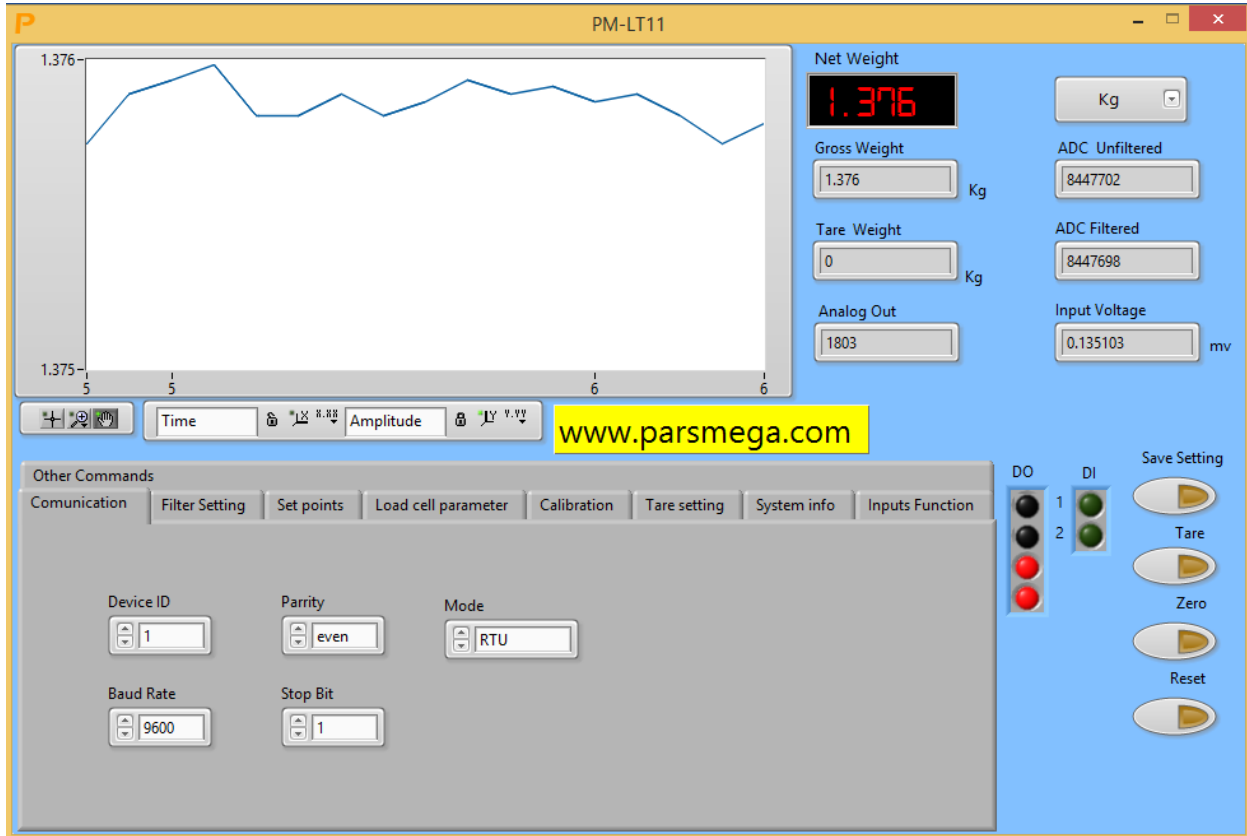 P
PM-LT11
1.376
1.375
5
5
6
6
Net Weight
1.376
Kg
Gross Weight
1.376
Kg
ADC Unfiltered
8447702
Tare Weight
0
Kg
ADC Filtered
8447698
Analog Out
1803
Input Voltage
0.135103
mv
Time
X X.XX
Amplitude
Y Y.YY
www.parsmega.com
Other Commands
Comunication
Filter Setting
Set points
Load cell parameter
Calibration
Tare setting
System info
Inputs Function
Device ID
1
Parrity
even
Mode
RTU
Baud Rate
9600
Stop Bit
1
DO
DI
1
2
Save Setting
Tare
Zero
Reset